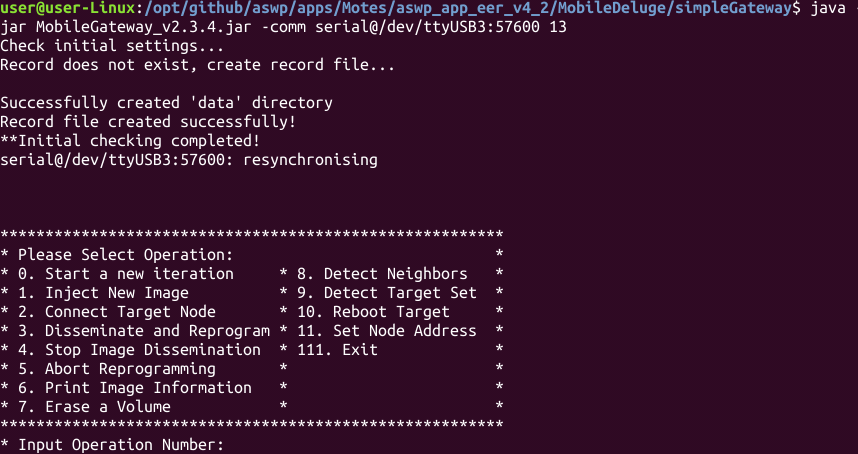 user@user-Linux:/opt/github/aswp/apps/Motes/aswp_app_eer_v4_2/MobileDeluge/simpleGateway$ java -
jar MobileGateway_v2.3.4.jar -comm serial@/dev/ttyUSB3:57600 13
Check initial settings...
Record does not exist, create record file...
Successfully created 'data' directory
Record file created successfully!
**Initial checking completed!
serial@/dev/ttyUSB3:57600: resynchronising
********************************************************
* Please Select Operation:                             *
* 0. Start a new iteration     * 8. Detect Neighbors   *
* 1. Inject New Image          * 9. Detect Target Set  *
* 2. Connect Target Node       * 10. Reboot Target     *
* 3. Disseminate and Reprogram * 11. Set Node Address  *
* 4. Stop Image Dissemination  * 111. Exit             *
* 5. Abort Reprogramming       *                       *
* 6. Print Image Information   *                       *
* 7. Erase a Volume            *                       *
********************************************************
* Input Operation Number: